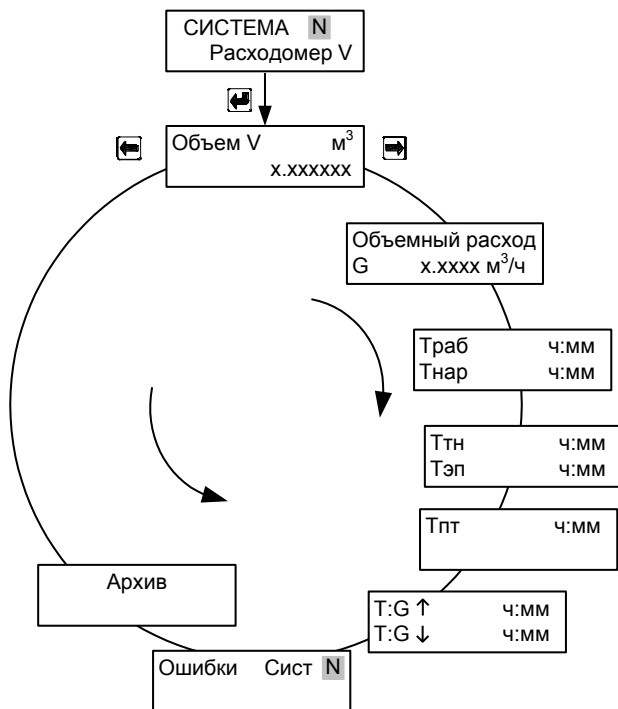 СИСТЕМА N
Расходомер V
Объем V м³
х.хххххх
Объемный расход
G х.хххх м³/ч
Траб ч:мм
Тнар ч:мм
Ттн ч:мм
Тэп ч:мм
Тпт ч:мм
Т:G ↑ ч:мм
Т:G ↓ ч:мм
Архив
Ошибки Сист N